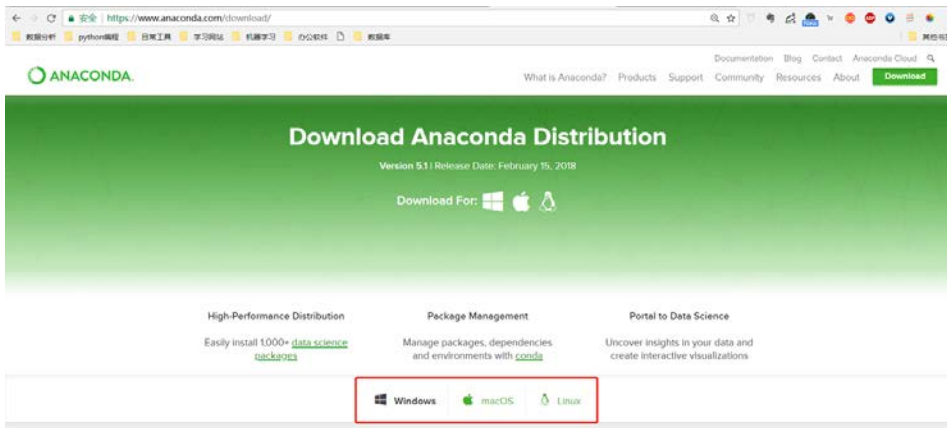 安全 | https://www.anaconda.com/download/
数据分析 python编程 日常工具 学习网站 机器学习 办公软件 数据库
Documentation Blog Contact Anaconda Cloud
ANACONDA.
What is Anaconda? Products Support Community Resources About Download
Download Anaconda Distribution
Version 5.1 | Release Date: February 15, 2018
Download For:
High-Performance Distribution Package Management Portal to Data Science
Easily install 1,000+ data science Manage packages, dependencies Uncover insights in your data and
packages and environments with conda create interactive visualizations
Windows macOS Linux